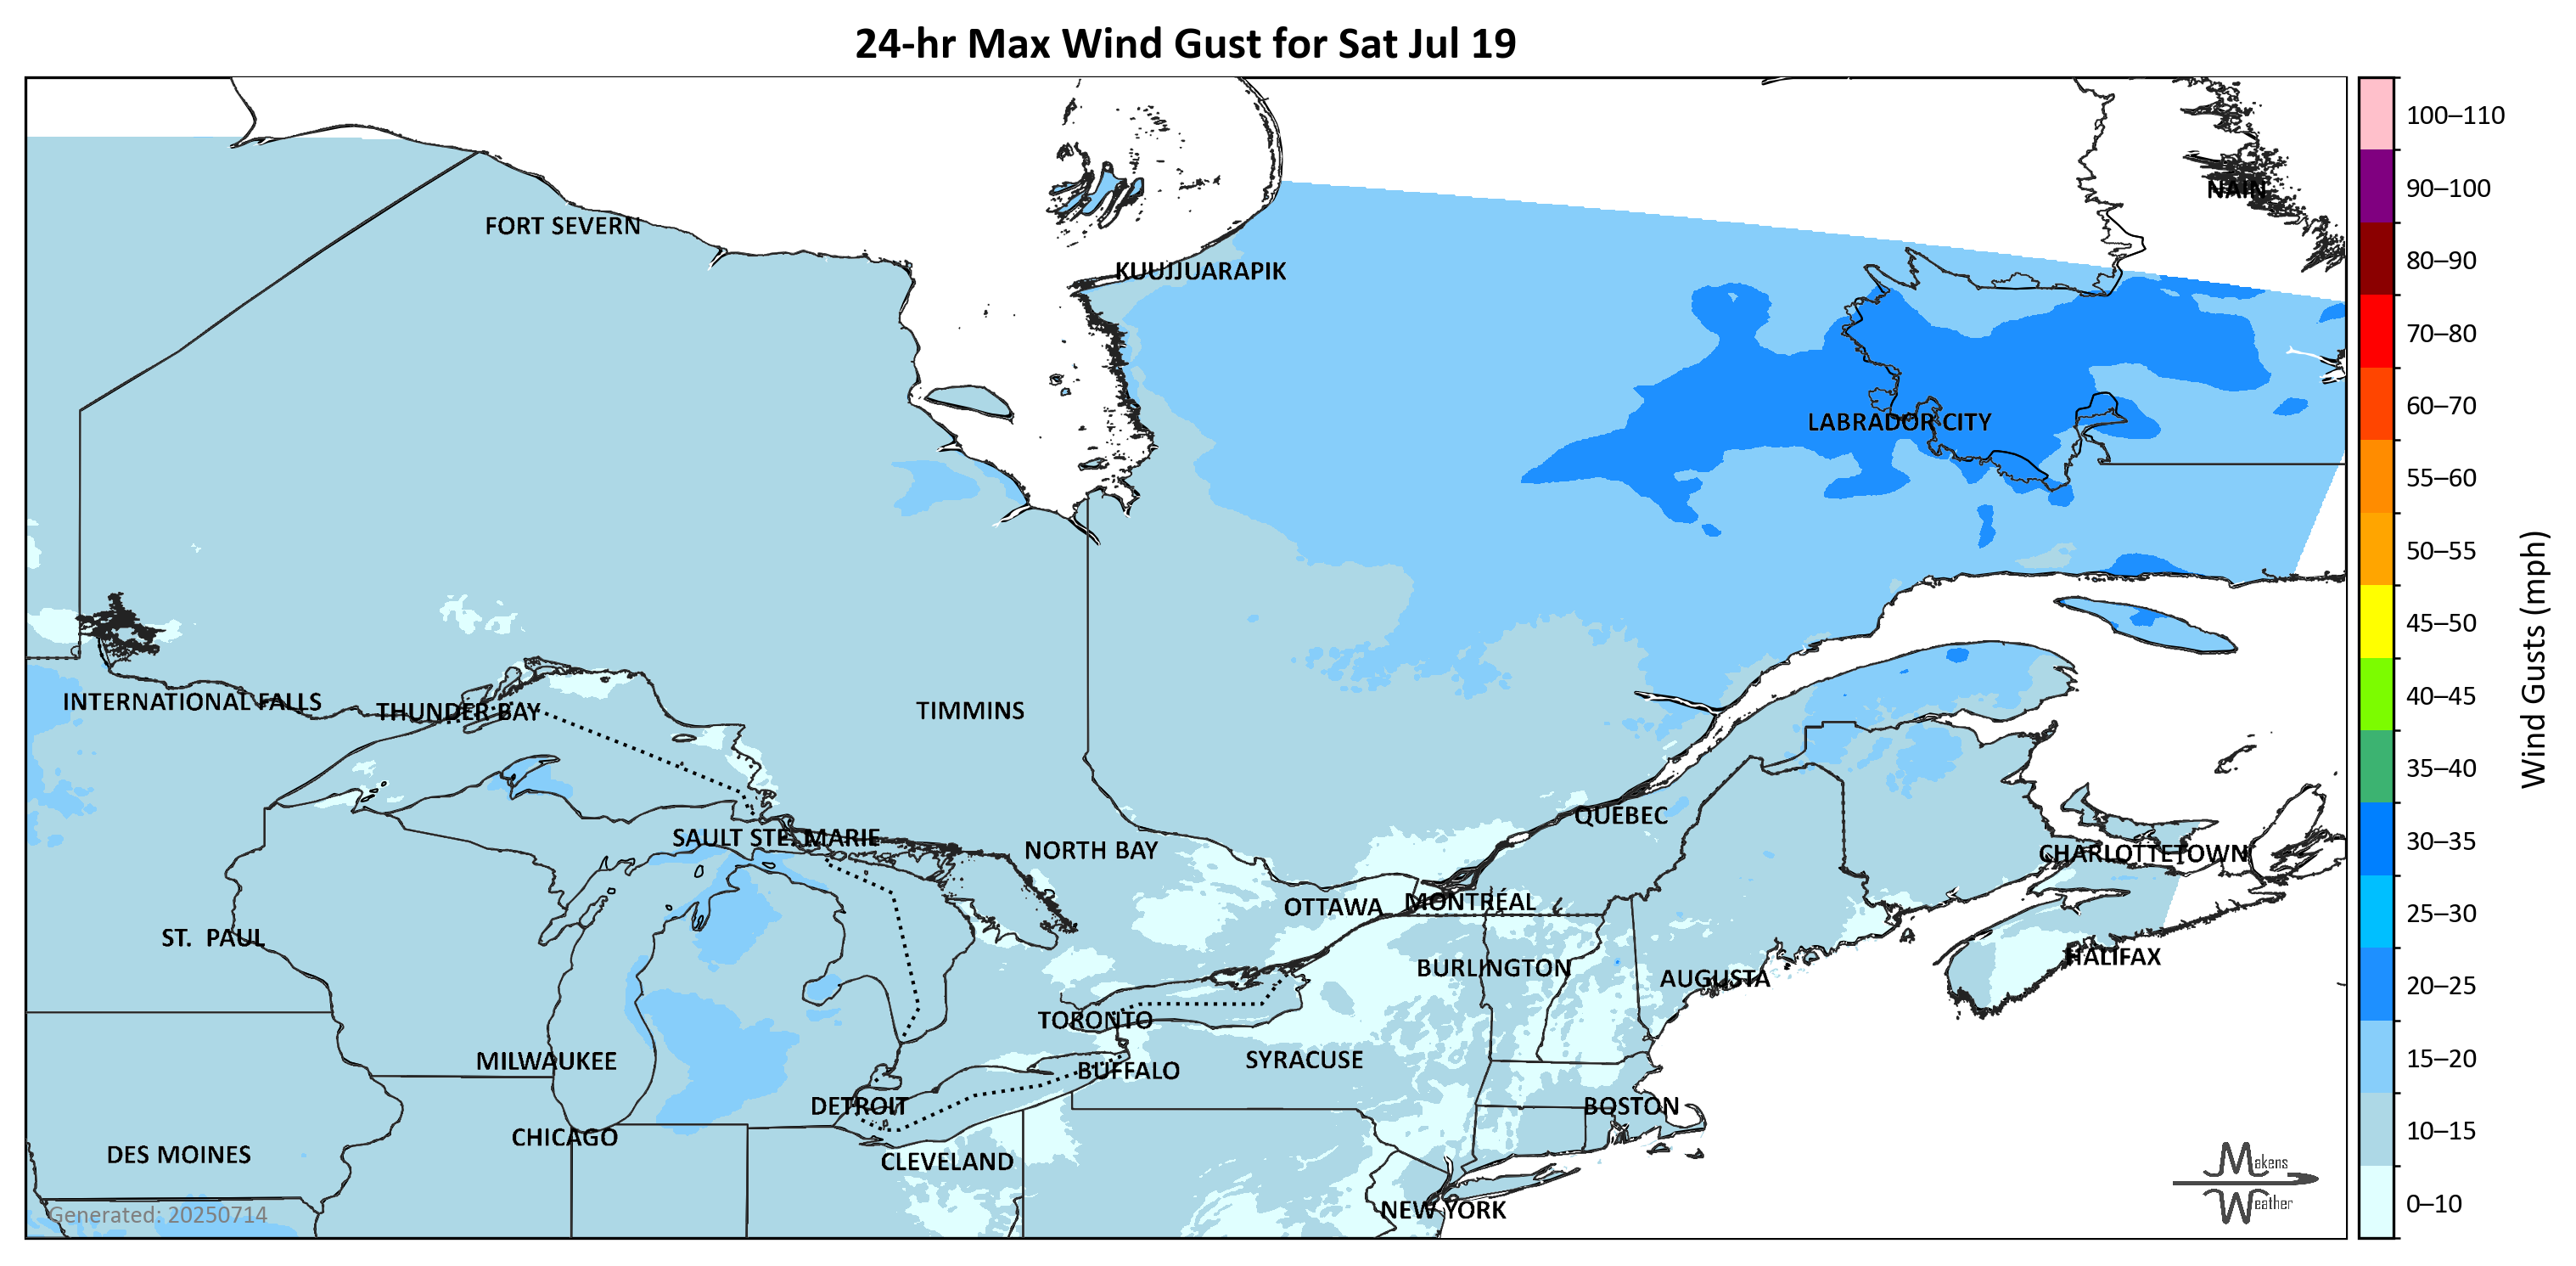 24-hr Max Wind Gust for Sat Jul 19
NAIN
FORT SEVERN
KUUJJUARAPIK
LABRADOR CITY
INTERNATIONAL FALLS
THUNDER BAY
TIMMINS
QUÉBEC
SAULT STE. MARIE
NORTH BAY
CHARLOTTETOWN
OTTAWA
MONTRÉAL
ST. PAUL
HALIFAX
BURLINGTON
AUGUSTA
TORONTO
MILWAUKEE
SYRACUSE
BUFFALO
DETROIT
BOSTON
CHICAGO
DES MOINES
CLEVELAND
NEW YORK
Generated: 20250714
Makens
Weather
100–110
90–100
80–90
70–80
60–70
55–60
50–55
45–50
40–45
35–40
30–35
25–30
20–25
15–20
10–15
0–10
Wind Gusts (mph)